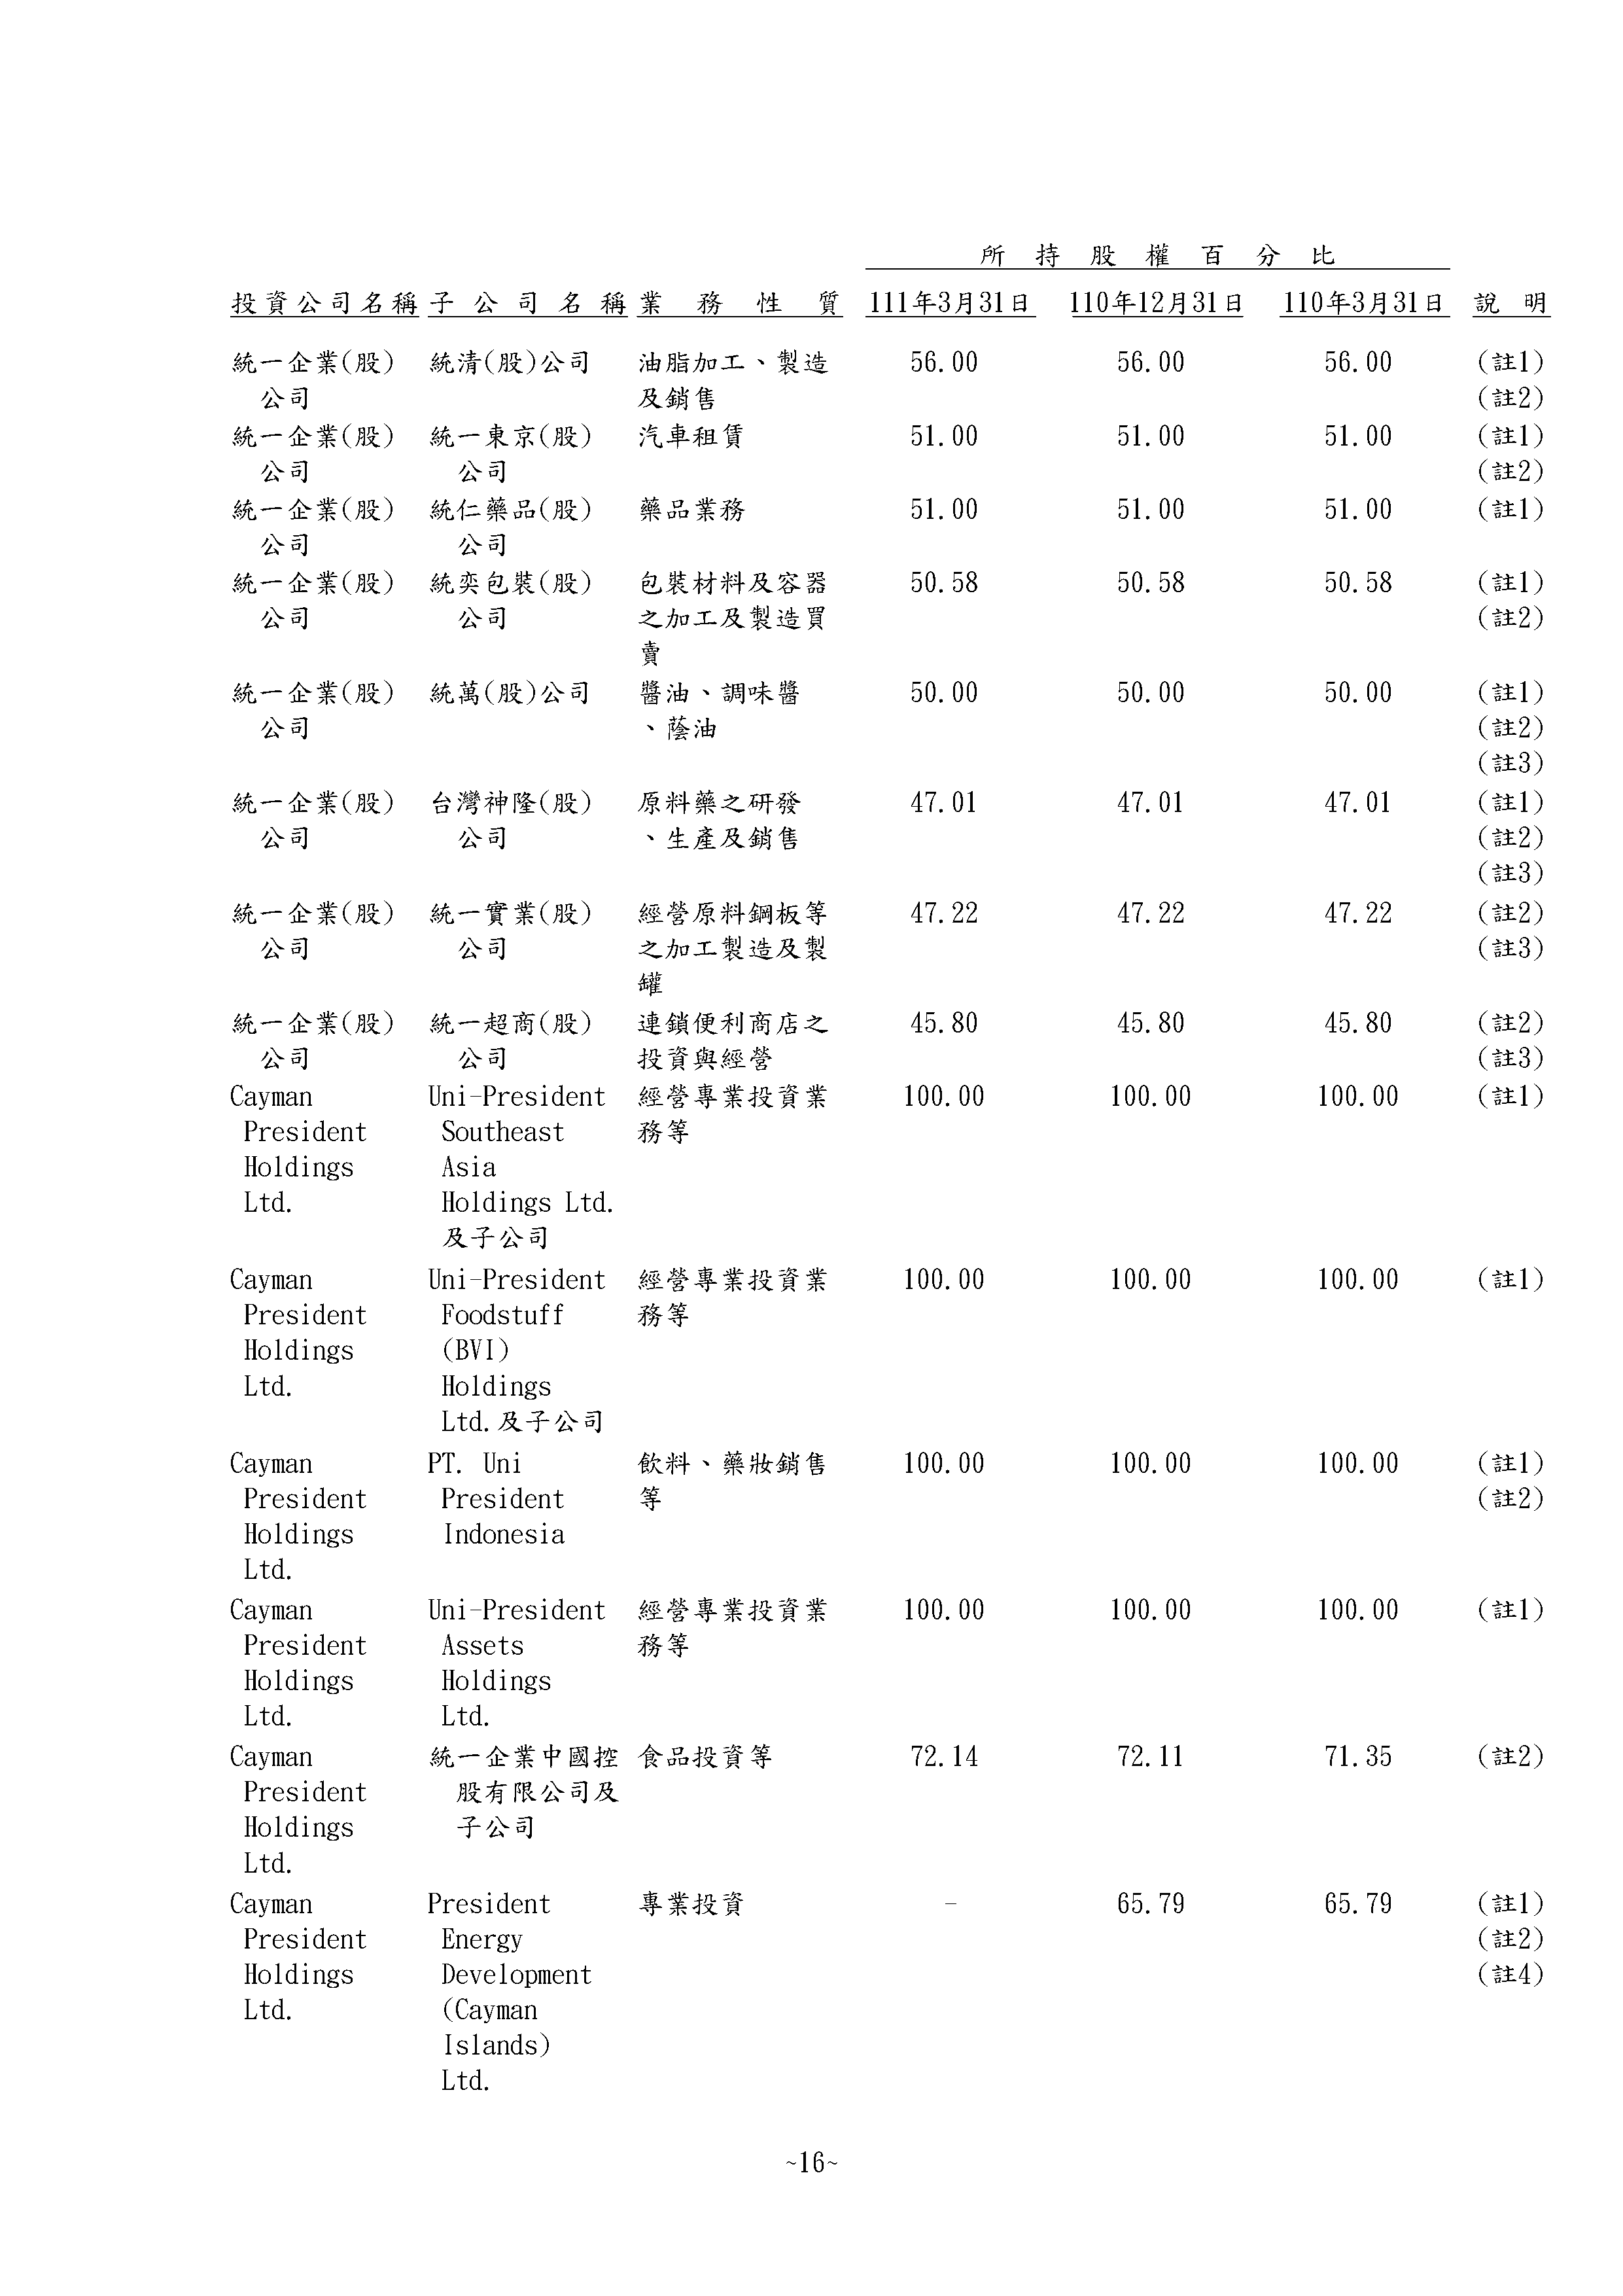 所持股權百分比
投資公司名稱 子公司名稱 業務性質 111年3月31日 110年12月31日 110年3月31日 說明
統一企業(股) 統清(股)公司 油脂加工、製造 56.00 56.00 56.00 (註1)
公司 及銷售 (註2)
統一企業(股) 統一東京(股) 汽車租賃 51.00 51.00 51.00 (註1)
公司 公司 (註2)
統一企業(股) 統仁藥品(股) 藥品業務 51.00 51.00 51.00 (註1)
公司 公司
統一企業(股) 統奕包裝(股) 包裝材料及容器 50.58 50.58 50.58 (註1)
公司 公司 之加工及製造買 (註2)
賣
統一企業(股) 統萬(股)公司 醬油、調味醬 50.00 50.00 50.00 (註1)
公司 、蔭油 (註2)
(註3)
統一企業(股) 台灣神隆(股) 原料藥之研發 47.01 47.01 47.01 (註1)
公司 公司 、生產及銷售 (註2)
(註3)
統一企業(股) 統一實業(股) 經營原料鋼板等 47.22 47.22 47.22 (註2)
公司 公司 之加工製造及製 (註3)
罐
統一企業(股) 統一超商(股) 連鎖便利商店之 45.80 45.80 45.80 (註2)
公司 公司 投資與經營 (註3)
Cayman Uni-President 經營專業投資業 100.00 100.00 100.00 (註1)
President Southeast 務等
Holdings Asia
Ltd. Holdings Ltd.
及子公司
Cayman Uni-President 經營專業投資業 100.00 100.00 100.00 (註1)
President Foodstuff 務等
Holdings (BVI)
Ltd. Holdings
Ltd.及子公司
Cayman PT. Uni 飲料、藥妝銷售 100.00 100.00 100.00 (註1)
President President 等 (註2)
Holdings Indonesia
Ltd.
Cayman Uni-President 經營專業投資業 100.00 100.00 100.00 (註1)
President Assets 務等
Holdings Holdings
Ltd. Ltd.
Cayman 統一企業中國控 食品投資等 72.14 72.11 71.35 (註2)
President 股有限公司及
Holdings 子公司
Ltd.
Cayman President 專業投資 - 65.79 65.79 (註1)
President Energy (註2)
Holdings Development (註4)
Ltd. (Cayman
Islands)
Ltd.
~16~